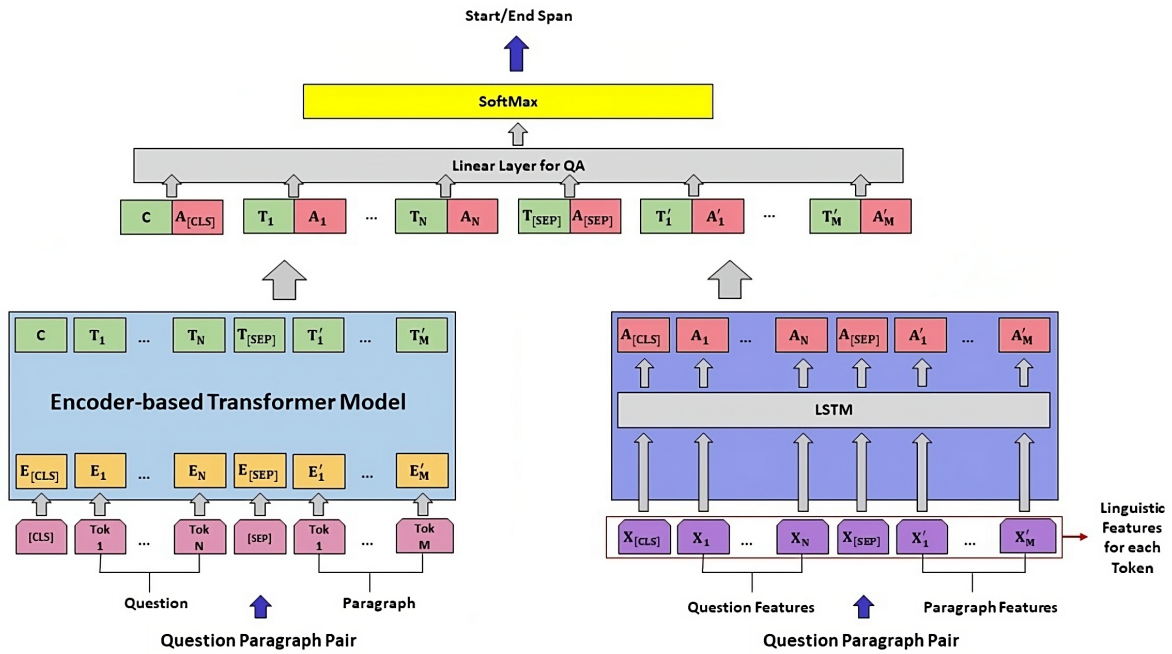 Start/End Span
SoftMax
Linear Layer for QA
C A[CLS] T1 A1 ... TN AN T[SEP] A[SEP] T′1 A′1 ... T′M A′M
C T1 ... TN T[SEP] T′1 ... T′M
Encoder-based Transformer Model
E[CLS] E1 ... EN E[SEP] E′1 ... E′M
[CLS] Tok 1 ... Tok N [SEP] Tok 1 ... Tok M
Question Paragraph
Question Paragraph Pair
A[CLS] A1 ... AN A[SEP] A′1 ... A′M
LSTM
X[CLS] X1 ... XN X[SEP] X′1 ... X′M
Linguistic
Features
for each
Token
Question Features Paragraph Features
Question Paragraph Pair